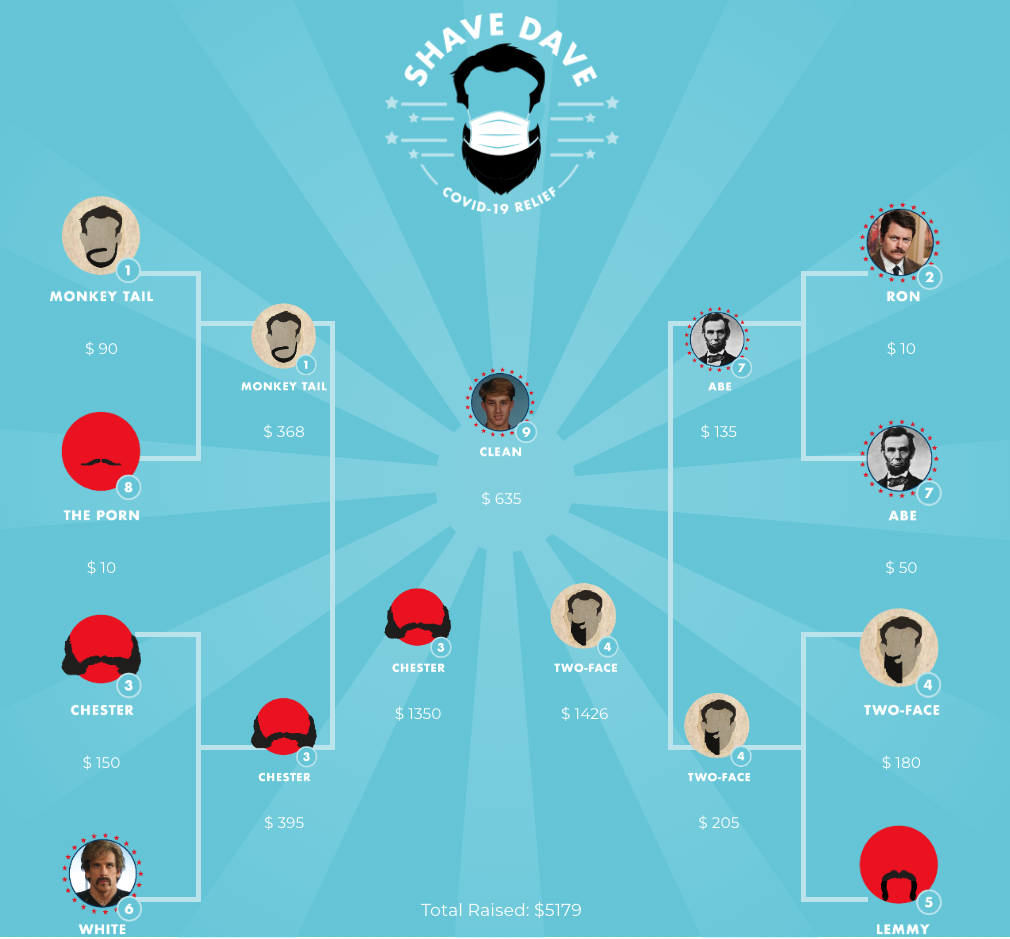 SHAVE DAVE
COVID-19 RELIEF
1
MONKEY TAIL
$ 90
8
THE PORN
$ 10
3
CHESTER
$ 150
6
WHITE
1
MONKEY TAIL
$ 368
3
CHESTER
$ 395
9
CLEAN
$ 635
3
CHESTER
$ 1350
4
TWO-FACE
$ 1426
7
ABE
$ 135
4
TWO-FACE
$ 205
2
RON
$ 10
7
ABE
$ 50
4
TWO-FACE
$ 180
5
LEMMY
Total Raised: $5179